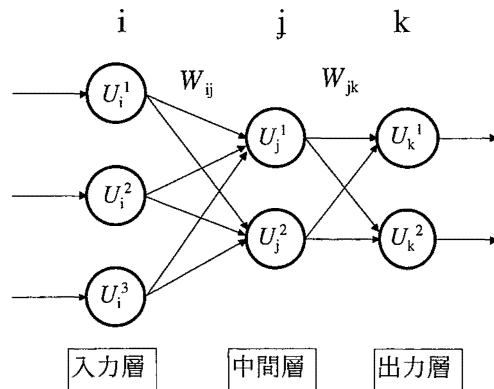 i j k
W_ij W_jk
U_i^1
U_j^1 U_k^1
U_i^2
U_j^2 U_k^2
U_i^3
入力層 中間層 出力層